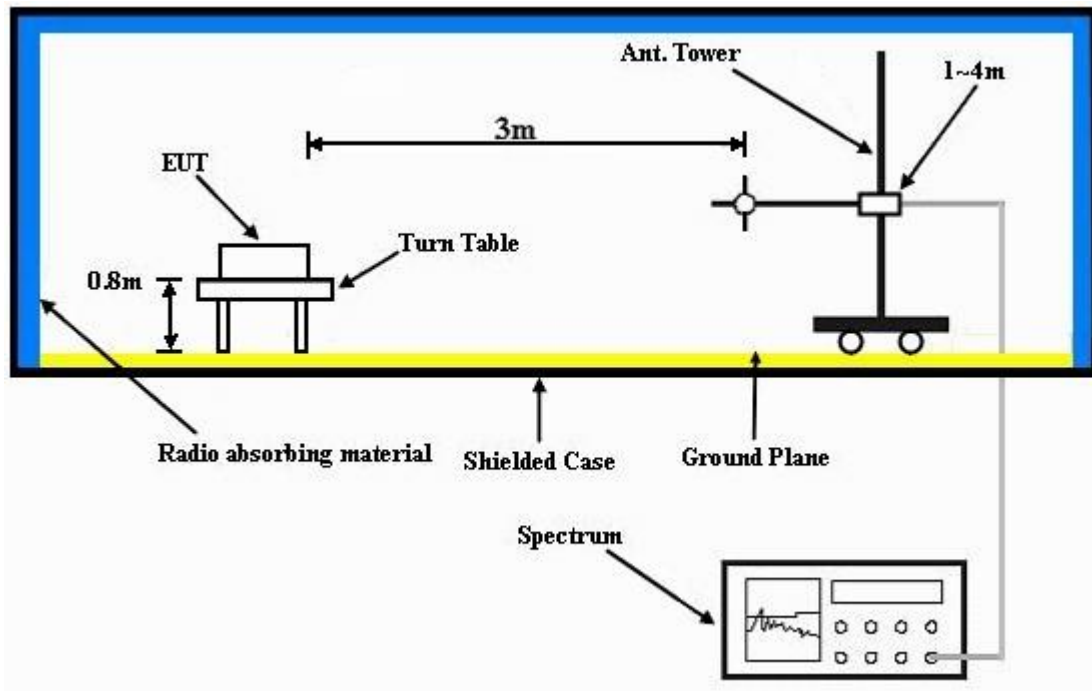 Ant. Tower
1~4m
3m
EUT
Turn Table
0.8m
Radio absorbing material
Shielded Case
Ground Plane
Spectrum